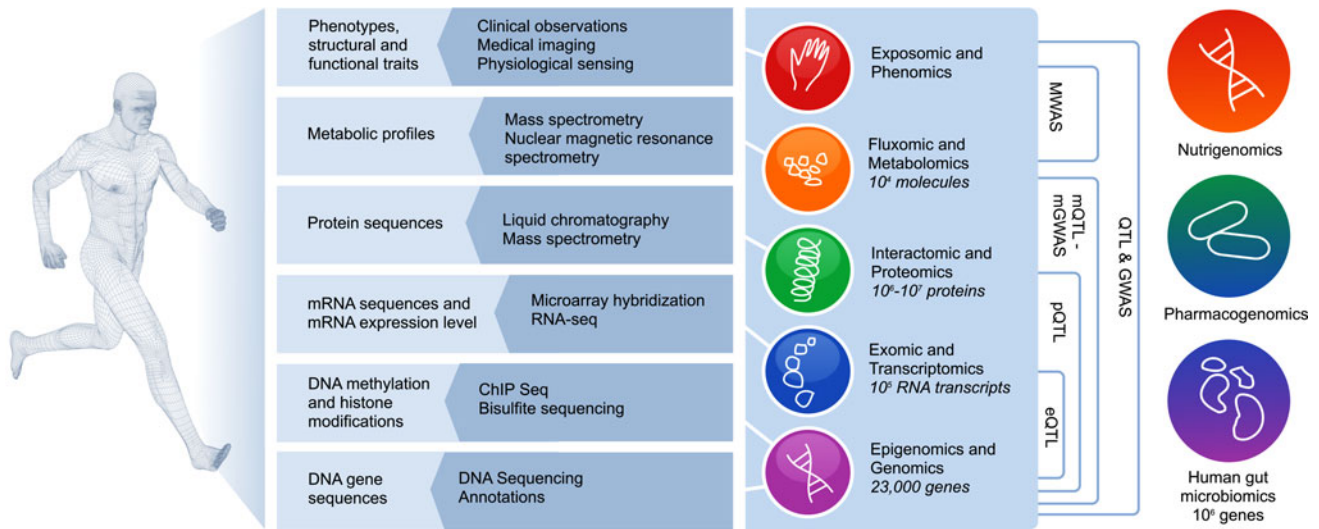 Phenotypes,
structural and
functional traits
Clinical observations
Medical imaging
Physiological sensing
Metabolic profiles
Mass spectrometry
Nuclear magnetic resonance
spectrometry
Protein sequences
Liquid chromatography
Mass spectrometry
mRNA sequences and
mRNA expression level
Microarray hybridization
RNA-seq
DNA methylation
and histone
modifications
ChIP Seq
Bisulfite sequencing
DNA gene
sequences
DNA Sequencing
Annotations
Exposomic and
Phenomics
Fluxomic and
Metabolomics
10⁴ molecules
Interactomic and
Proteomics
10⁶-10⁷ proteins
Exomic and
Transcriptomics
10⁵ RNA transcripts
Epigenomics and
Genomics
23,000 genes
MWAS
mQTL -
mGWAS
pQTL
eQTL
QTL & GWAS
Nutrigenomics
Pharmacogenomics
Human gut
microbiomics
10⁶ genes